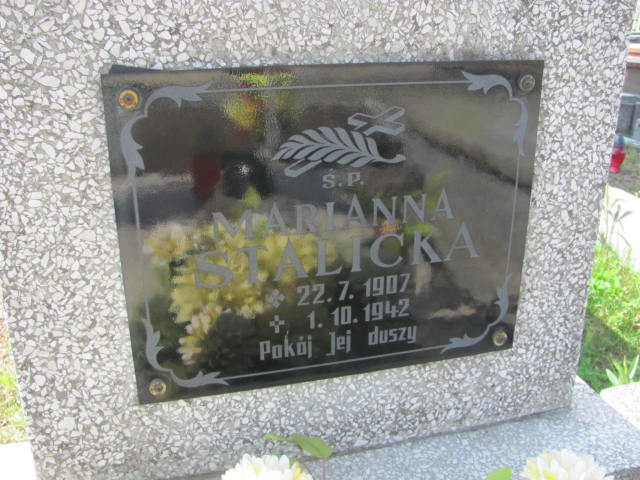 Ś.P.
MARIANNA
STALICKA
22.7.1907
+ 1.10.1942
Pokój Jej duszy